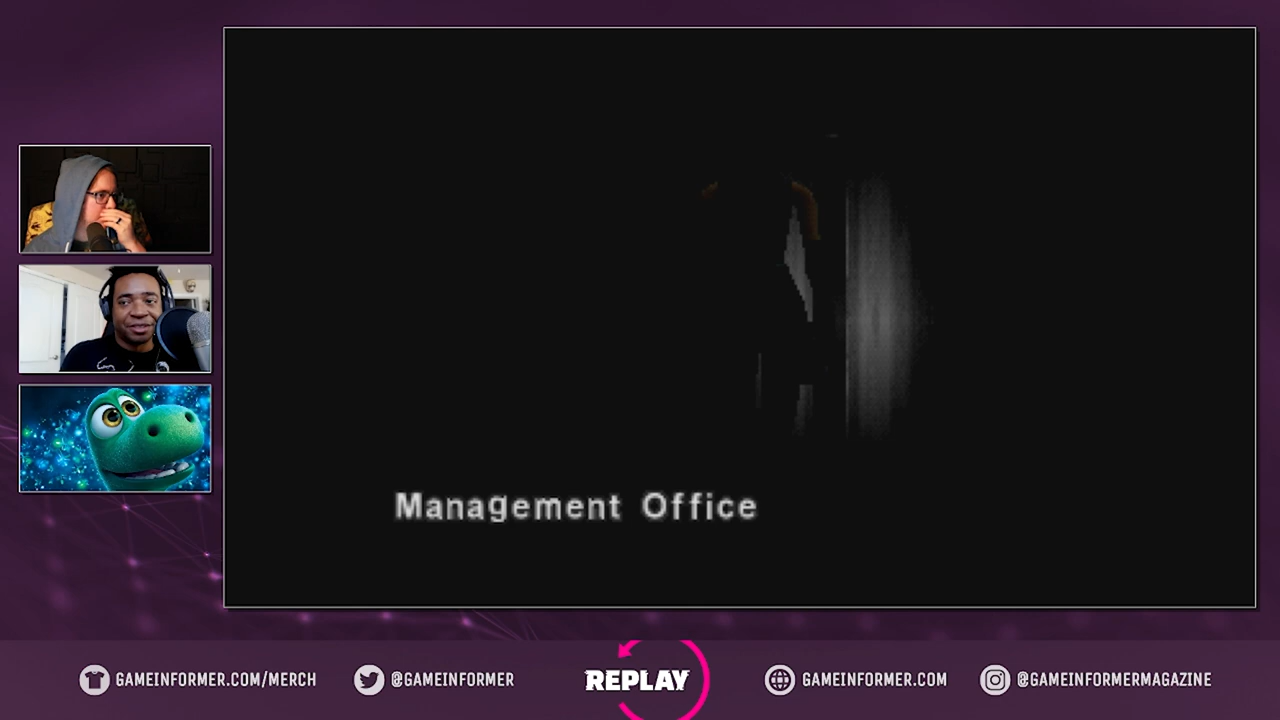 Management Office
GAMEINFORMER.COM/MERCH
@GAMEINFORMER
REPLAY
GAMEINFORMER.COM
@GAMEINFORMERMAGAZINE